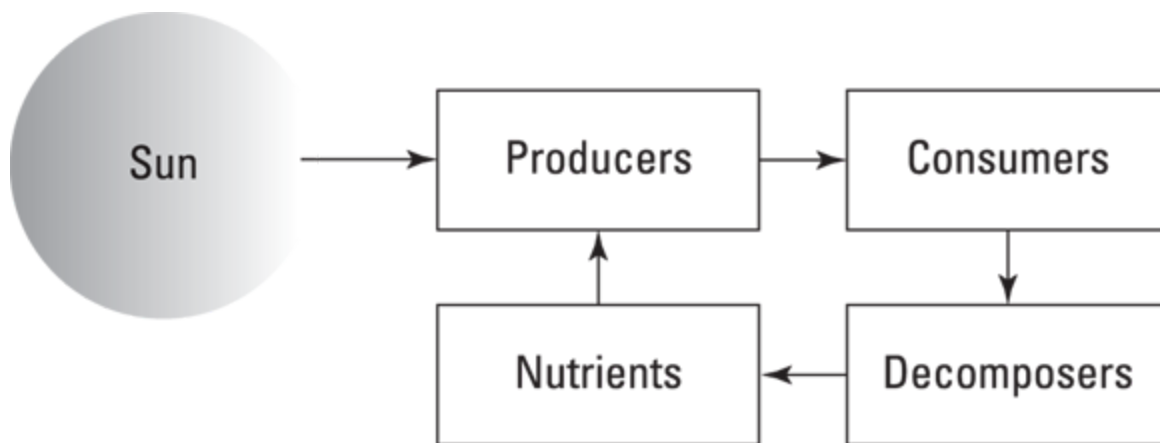 Sun
Producers
Consumers
Nutrients
Decomposers